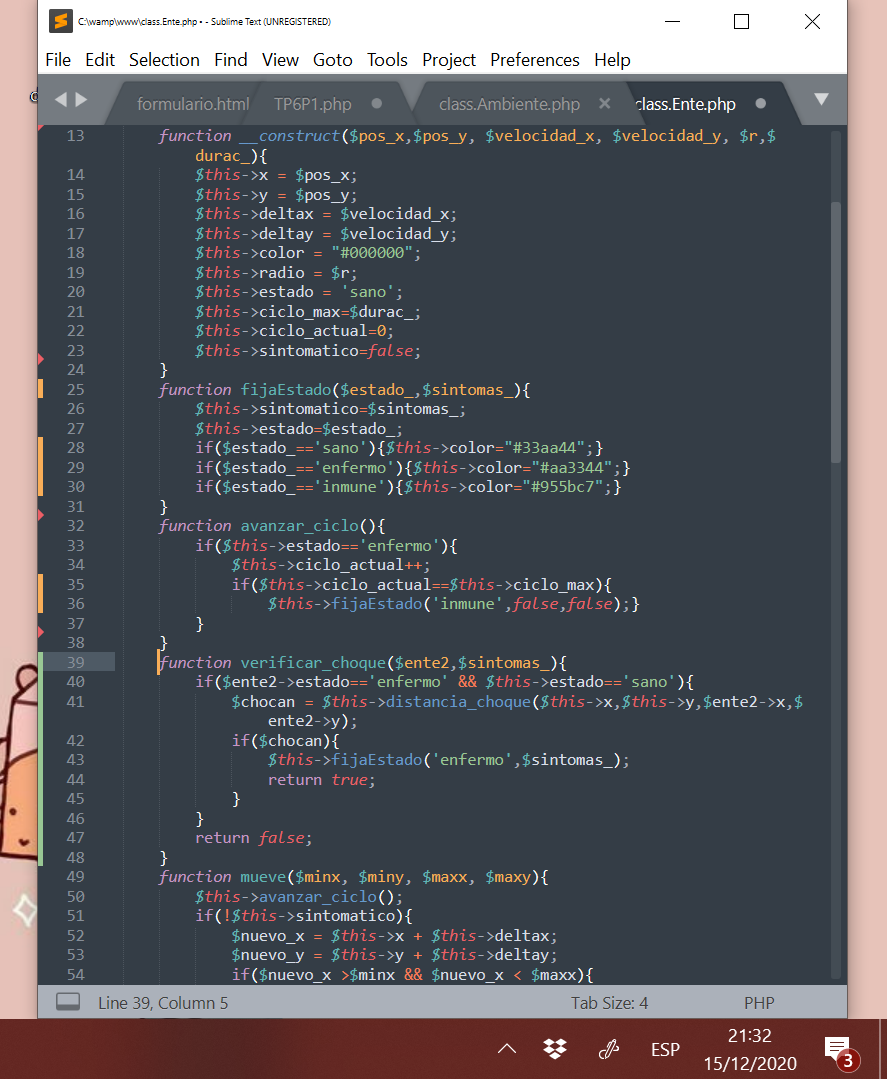 C:\wamp\www\class.Ente.php • - Sublime Text (UNREGISTERED)
File Edit Selection Find View Goto Tools Project Preferences Help
formulario.html TP6P1.php class.Ambiente.php class.Ente.php
13 function __construct($pos_x,$pos_y, $velocidad_x, $velocidad_y, $r,$
durac_){
14 $this->x = $pos_x;
15 $this->y = $pos_y;
16 $this->deltax = $velocidad_x;
17 $this->deltay = $velocidad_y;
18 $this->color = "#000000";
19 $this->radio = $r;
20 $this->estado = 'sano';
21 $this->ciclo_max=$durac_;
22 $this->ciclo_actual=0;
23 $this->sintomatico=false;
24 }
25 function fijaEstado($estado_,$sintomas_){
26 $this->sintomatico=$sintomas_;
27 $this->estado=$estado_;
28 if($estado_=='sano'){$this->color="#33aa44";}
29 if($estado_=='enfermo'){$this->color="#aa3344";}
30 if($estado_=='inmune'){$this->color="#955bc7";}
31 }
32 function avanzar_ciclo(){
33 if($this->estado=='enfermo'){
34 $this->ciclo_actual++;
35 if($this->ciclo_actual==$this->ciclo_max){
36 $this->fijaEstado('inmune',false,false);}
37 }
38 }
39 function verificar_choque($ente2,$sintomas_){
40 if($ente2->estado=='enfermo' && $this->estado=='sano'){
41 $chocan = $this->distancia_choque($this->x,$this->y,$ente2->x,$
ente2->y);
42 if($chocan){
43 $this->fijaEstado('enfermo',$sintomas_);
44 return true;
45 }
46 }
47 return false;
48 }
49 function mueve($minx, $miny, $maxx, $maxy){
50 $this->avanzar_ciclo();
51 if(!$this->sintomatico){
52 $nuevo_x = $this->x + $this->deltax;
53 $nuevo_y = $this->y + $this->deltay;
54 if($nuevo_x >$minx && $nuevo_x < $maxx){
Line 39, Column 5 Tab Size: 4 PHP
ESP
21:32
15/12/2020
3